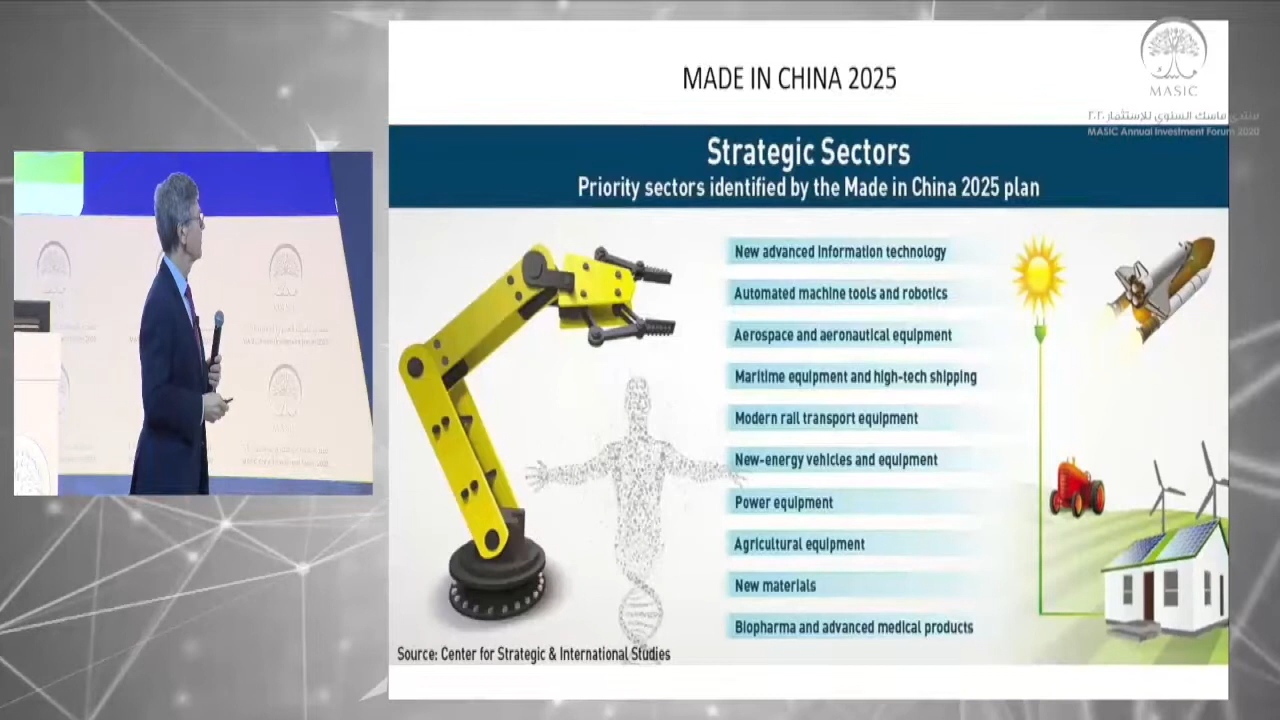 MADE IN CHINA 2025
MASIC
منتدى ماسك السنوي للإستثمار ٢٠٢٠
MASIC Annual Investment Forum 2020
Strategic Sectors
Priority sectors identified by the Made in China 2025 plan
New advanced information technology
Automated machine tools and robotics
Aerospace and aeronautical equipment
Maritime equipment and high-tech shipping
Modern rail transport equipment
New-energy vehicles and equipment
Power equipment
Agricultural equipment
New materials
Biopharma and advanced medical products
Source: Center for Strategic & International Studies